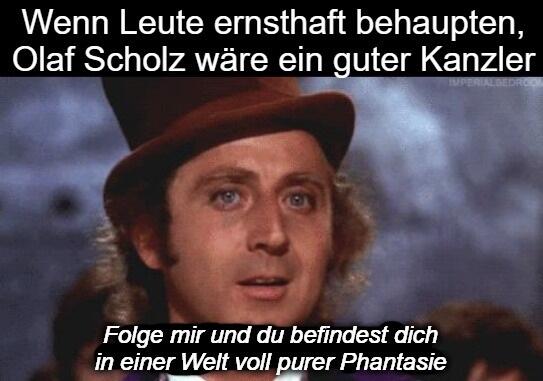 Wenn Leute ernsthaft behaupten,
Olaf Scholz wäre ein guter Kanzler
IMPERIALBEDROOM
Folge mir und du befindest dich
in einer Welt voll purer Phantasie